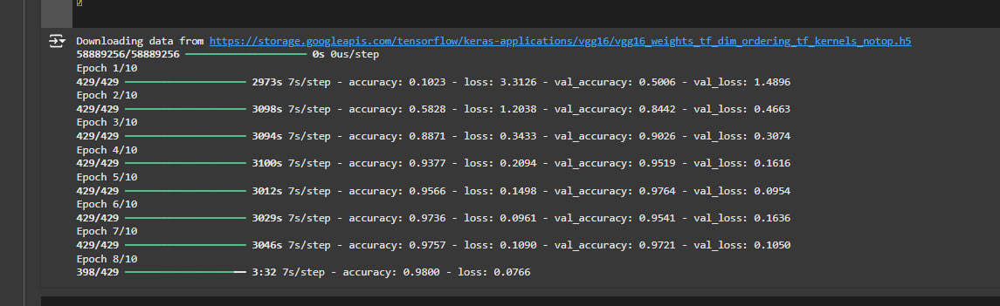 Downloading data from https://storage.googleapis.com/tensorflow/keras-applications/vgg16/vgg16_weights_tf_dim_ordering_tf_kernels_notop.h5
58889256/58889256 ━━━━━━━━━━━━━━━━━━━━ 0s 0us/step
Epoch 1/10
429/429 ━━━━━━━━━━━━━━━━━━━━ 2973s 7s/step - accuracy: 0.1023 - loss: 3.3126 - val_accuracy: 0.5006 - val_loss: 1.4896
Epoch 2/10
429/429 ━━━━━━━━━━━━━━━━━━━━ 3098s 7s/step - accuracy: 0.5828 - loss: 1.2038 - val_accuracy: 0.8442 - val_loss: 0.4663
Epoch 3/10
429/429 ━━━━━━━━━━━━━━━━━━━━ 3094s 7s/step - accuracy: 0.8871 - loss: 0.3433 - val_accuracy: 0.9026 - val_loss: 0.3074
Epoch 4/10
429/429 ━━━━━━━━━━━━━━━━━━━━ 3100s 7s/step - accuracy: 0.9377 - loss: 0.2094 - val_accuracy: 0.9519 - val_loss: 0.1616
Epoch 5/10
429/429 ━━━━━━━━━━━━━━━━━━━━ 3012s 7s/step - accuracy: 0.9566 - loss: 0.1498 - val_accuracy: 0.9764 - val_loss: 0.0954
Epoch 6/10
429/429 ━━━━━━━━━━━━━━━━━━━━ 3029s 7s/step - accuracy: 0.9736 - loss: 0.0961 - val_accuracy: 0.9541 - val_loss: 0.1636
Epoch 7/10
429/429 ━━━━━━━━━━━━━━━━━━━━ 3046s 7s/step - accuracy: 0.9757 - loss: 0.1090 - val_accuracy: 0.9721 - val_loss: 0.1050
Epoch 8/10
398/429 ━━━━━━━━━━━━━━━━━━━━ 3:32 7s/step - accuracy: 0.9800 - loss: 0.0766